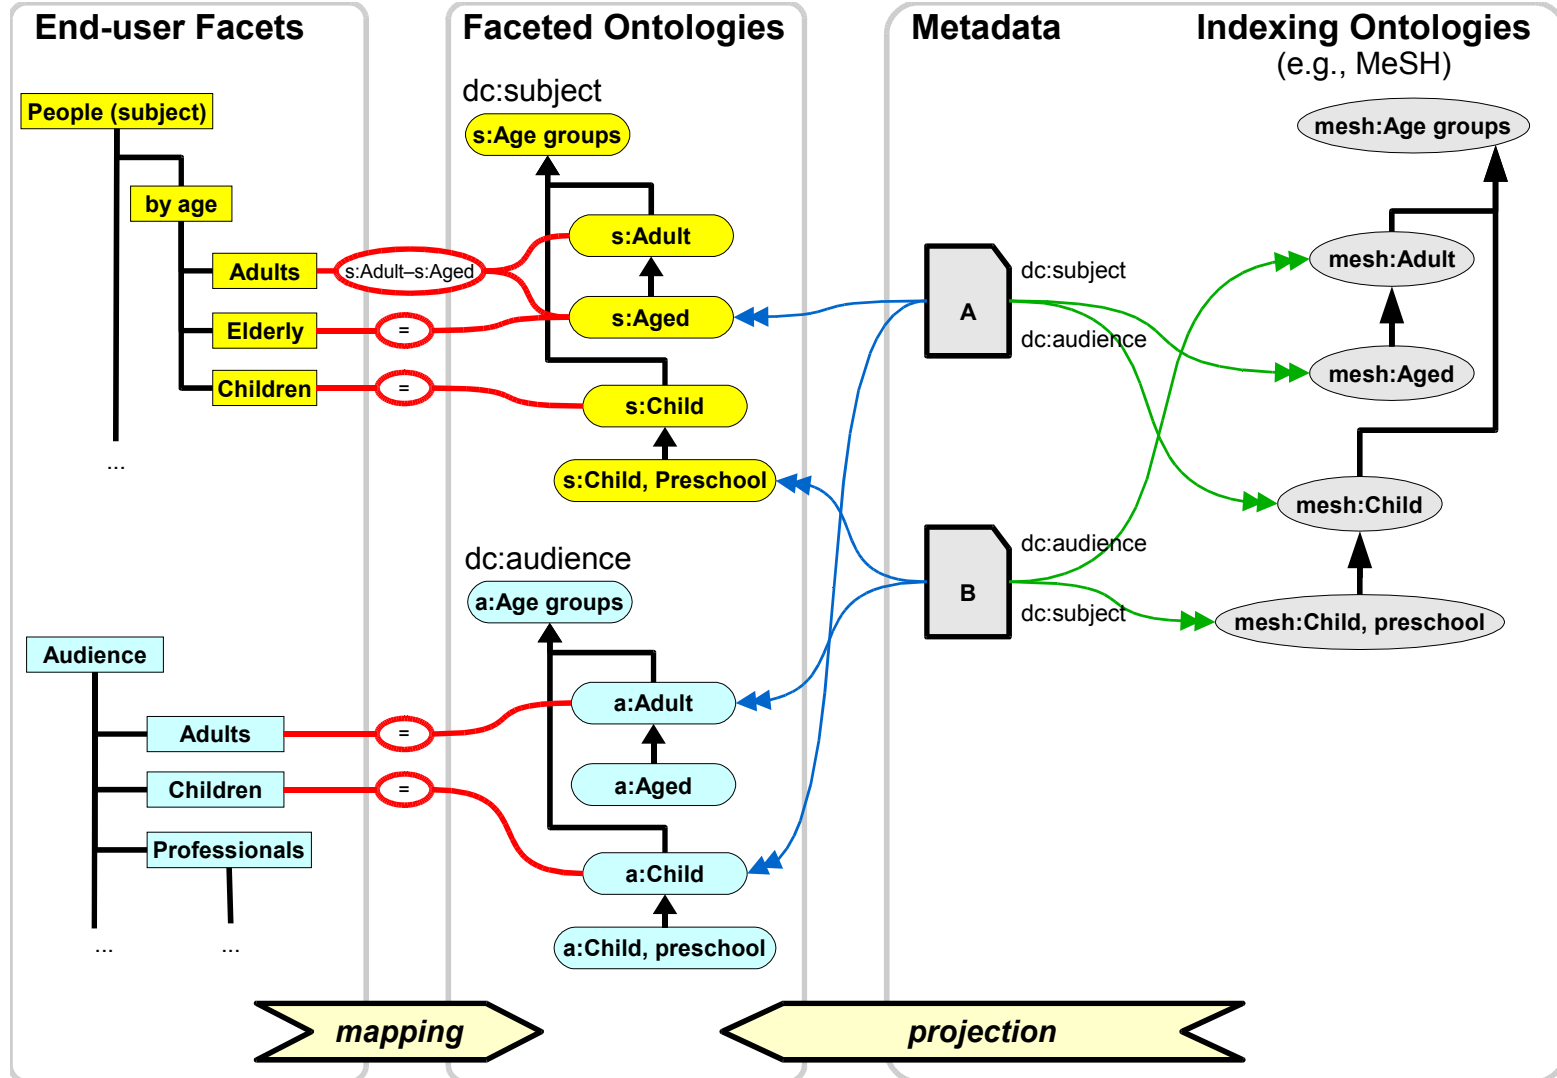 End-user Facets
Faceted Ontologies
Metadata
Indexing Ontologies
(e.g., MeSH)
People (subject)
by age
Adults
Elderly
Children
...
s:Adult–s:Aged
=
=
dc:subject
s:Age groups
s:Adult
s:Aged
s:Child
s:Child, Preschool
A
dc:subject
dc:audience
B
dc:audience
dc:subject
mesh:Age groups
mesh:Adult
mesh:Aged
mesh:Child
mesh:Child, preschool
Audience
Adults
Children
Professionals
...
...
=
=
dc:audience
a:Age groups
a:Adult
a:Aged
a:Child
a:Child, preschool
mapping
projection